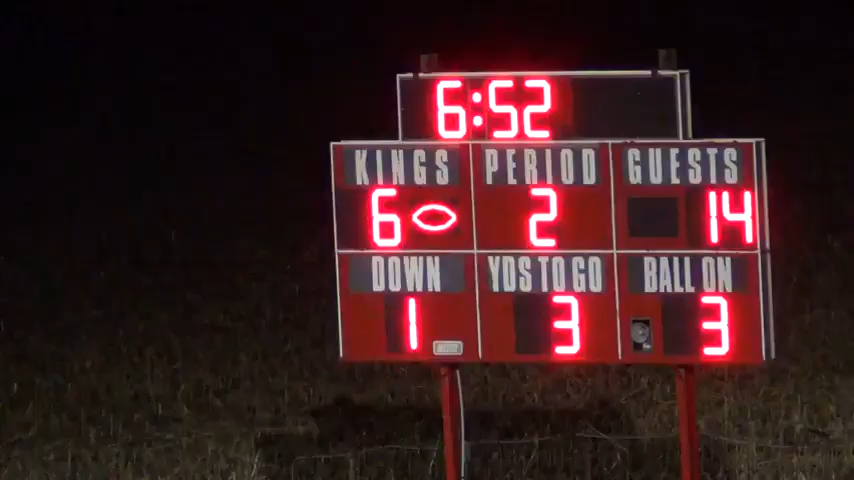 6:52
KINGS PERIOD GUESTS
6 2 14
DOWN YDS TO GO BALL ON
1 3 3